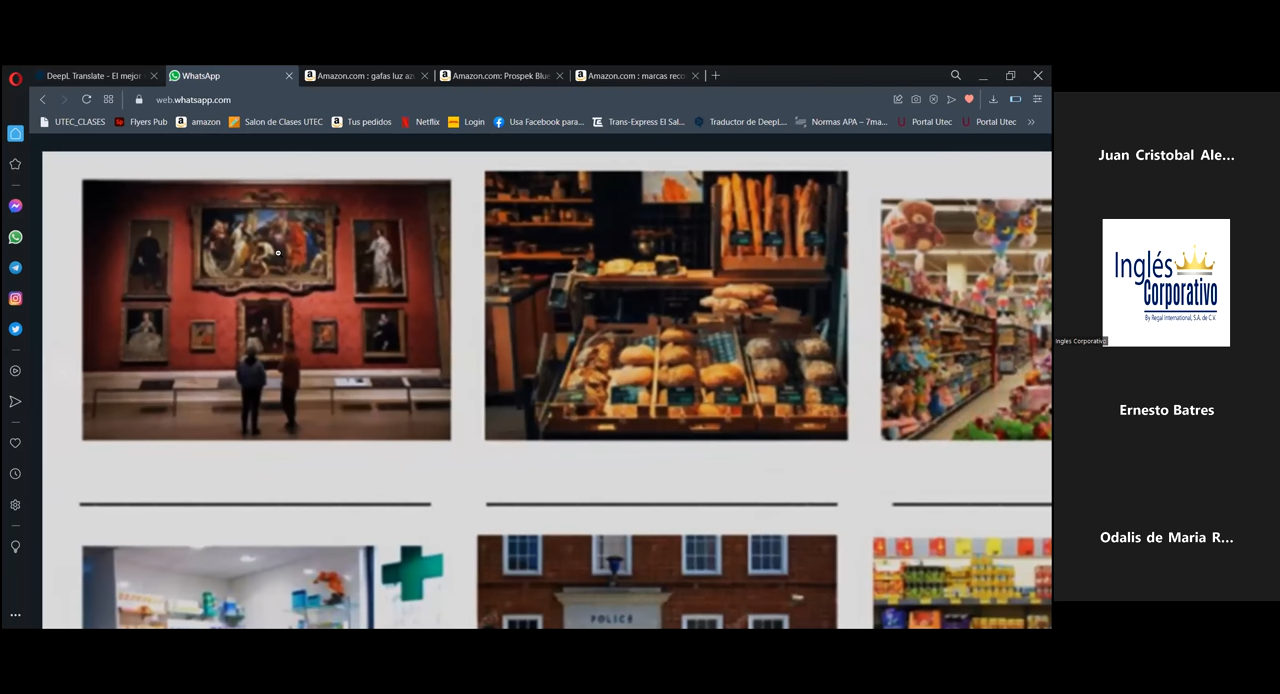 DeepL Translate - El mejor
WhatsApp
Amazon.com : gafas luz az
Amazon.com: Prospek Blue
Amazon.com : marcas reco
web.whatsapp.com
UTEC_CLASES
Flyers Pub
amazon
Salon de Clases UTEC
Tus pedidos
Netflix
Login
Usa Facebook para...
Trans-Express El Sal...
Traductor de DeepL...
Normas APA – 7ma...
Portal Utec
Portal Utec
Juan Cristobal Ale...
Inglés
Corporativo
By Regal International, S.A. de C.V.
Ingles Corporativo
Ernesto Batres
Odalis de Maria R...
POLICE